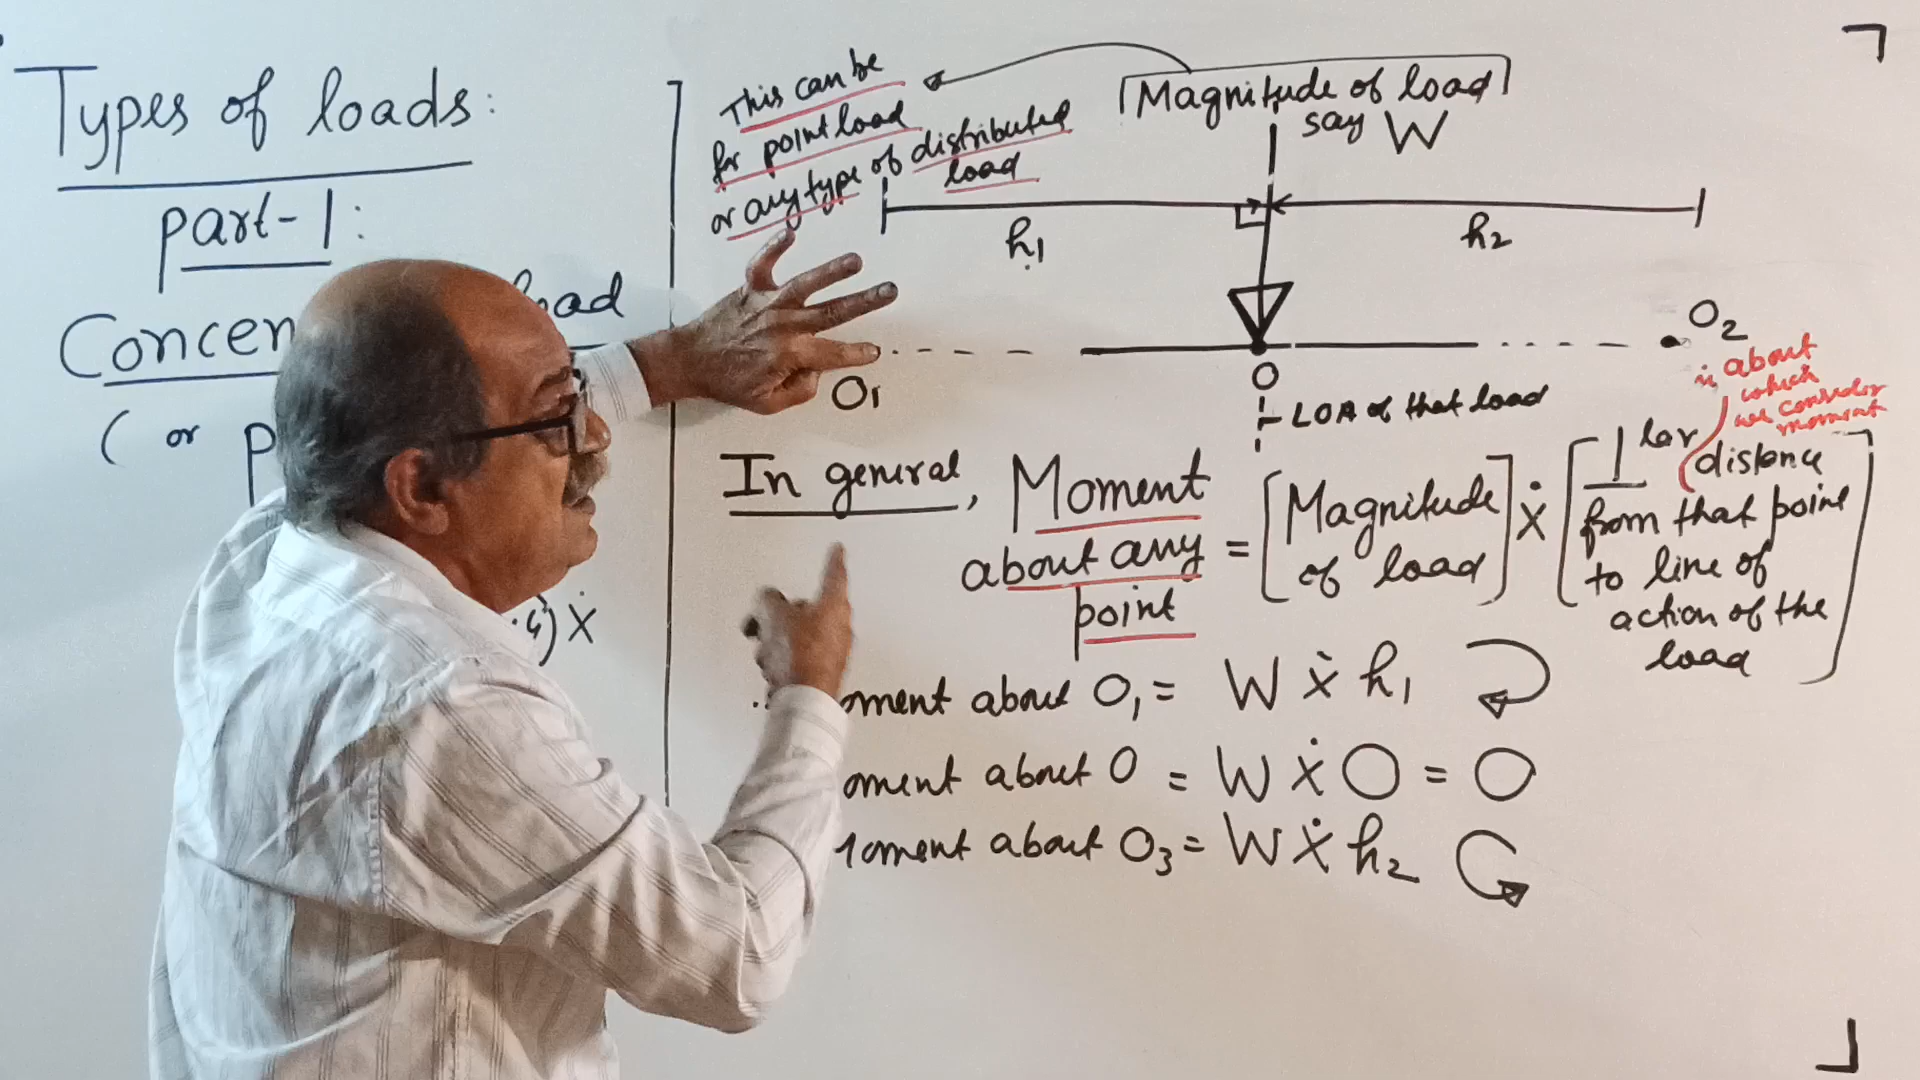 Types of loads:
part-1:
Concen load
( or p
·4) ẋ
This can be
for point load
or any type of distributed
load
Magnitude of load
say W
h₁
h₂
O₁
O
O₂
LOA of that load
is about
which
we consider
moment
In general, Moment
about any
point
=
[Magnitude
of load]
ẋ
[⊥lar distance
from that point
to line of
action of the
load]
oment about O₁ = W ẋ h₁
oment about O = W ẋ O = O
oment about O₃ = W ẋ h₂